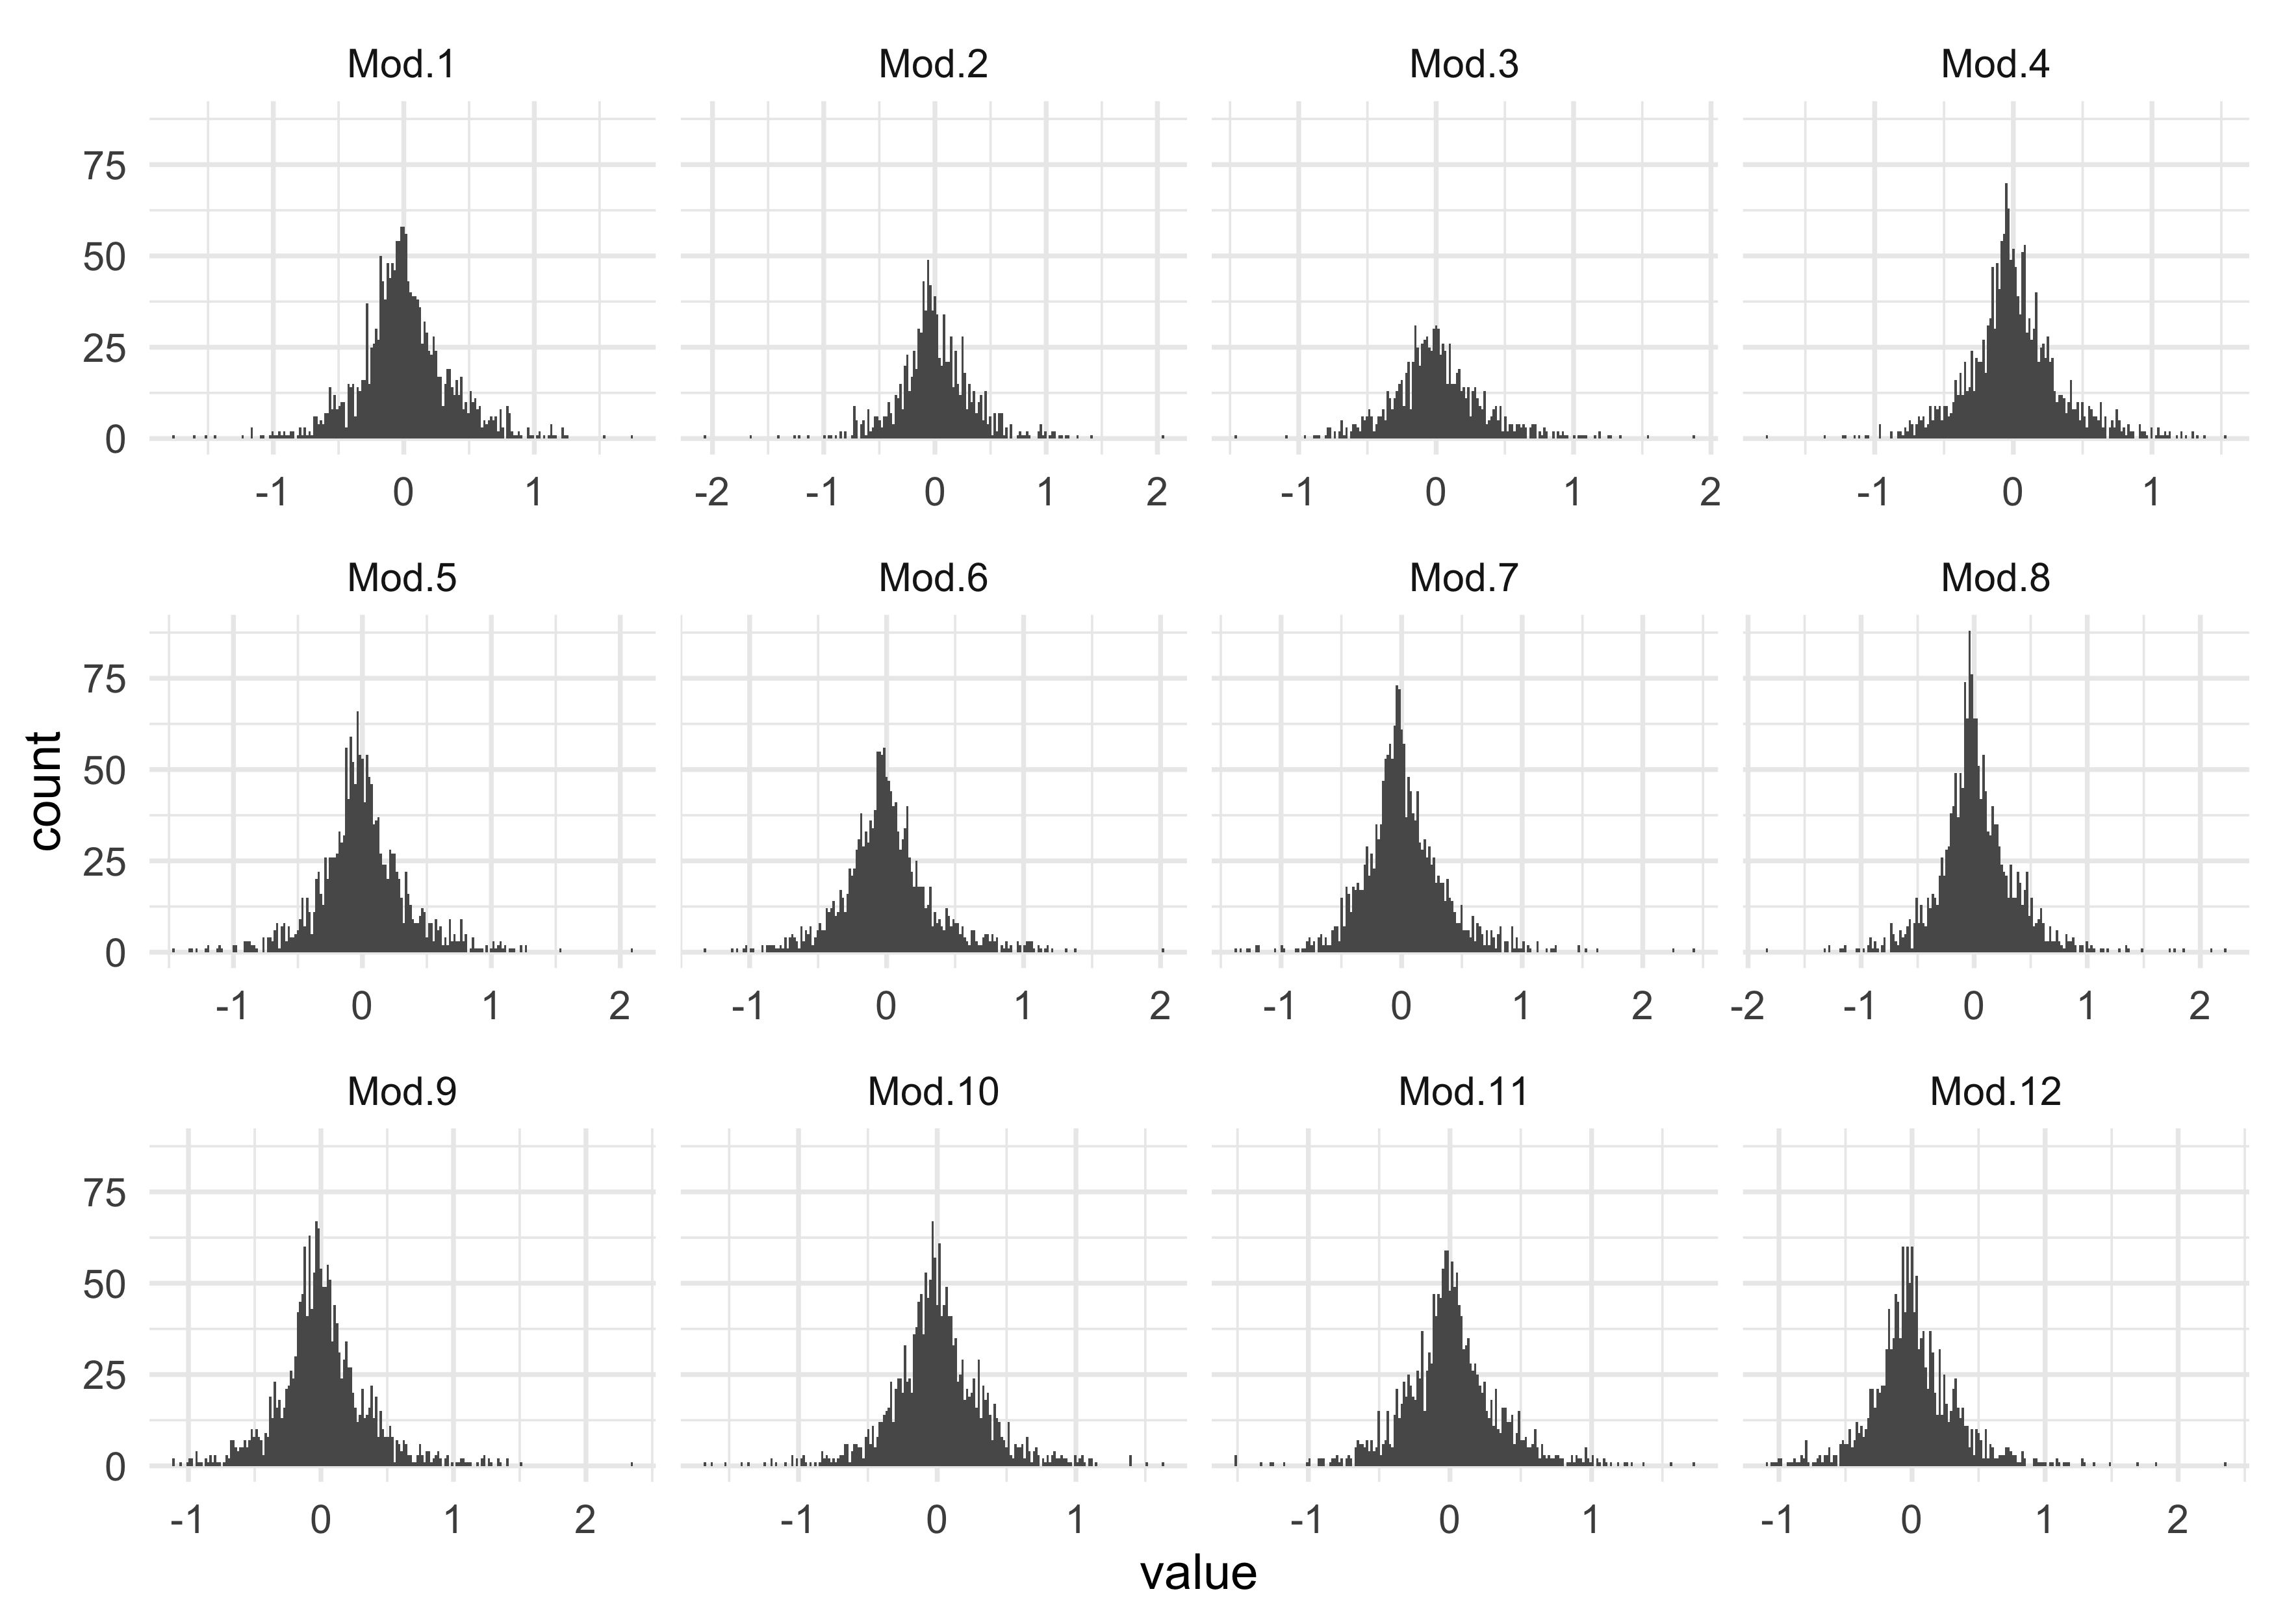 Mod.1 Mod.2 Mod.3 Mod.4
75
50
25
0
-1 0 1 -2 -1 0 1 2 -1 0 1 2 -1 0 1
Mod.5 Mod.6 Mod.7 Mod.8
75
50
25
0
-1 0 1 2 -1 0 1 2 -1 0 1 2 -2 -1 0 1 2
count
Mod.9 Mod.10 Mod.11 Mod.12
75
50
25
0
-1 0 1 2 -1 0 1 -1 0 1 -1 0 1 2
value